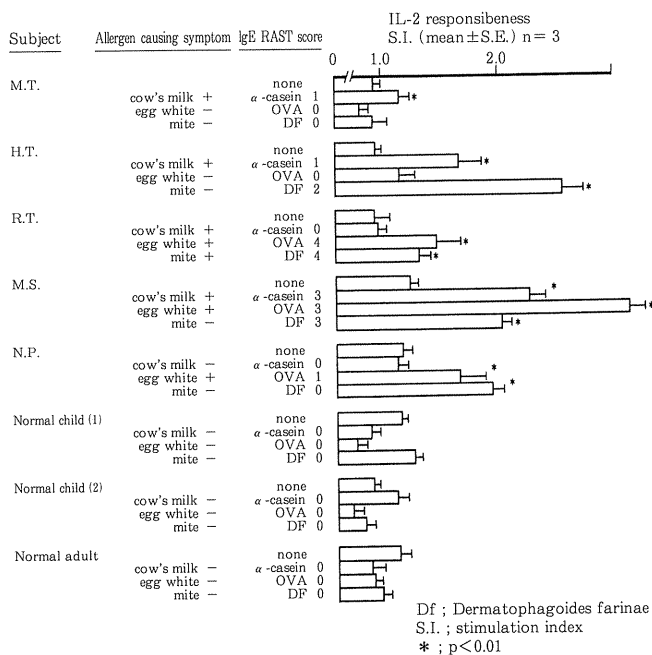 IL-2 responsibeness
Subject Allergen causing symptom IgE RAST score S.I. (mean±S.E.) n=3
0 1.0 2.0
M.T.
none
cow's milk + α-casein 1 *
egg white − OVA 0
mite − DF 0
H.T.
none
cow's milk + α-casein 1 *
egg white − OVA 0
mite − DF 2 *
R.T.
none
cow's milk + α-casein 0
egg white + OVA 4 *
mite + DF 4 *
M.S.
none
cow's milk + α-casein 3 *
egg white + OVA 3 *
mite − DF 3 *
N.P.
none
cow's milk − α-casein 0
egg white + OVA 1 *
mite − DF 0 *
Normal child (1)
none
cow's milk − α-casein 0
egg white − OVA 0
mite − DF 0
Normal child (2)
none
cow's milk − α-casein 0
egg white − OVA 0
mite − DF 0
Normal adult
none
cow's milk − α-casein 0
egg white − OVA 0
mite − DF 0
Df ; Dermatophagoides farinae
S.I. ; stimulation index
* ; p<0.01